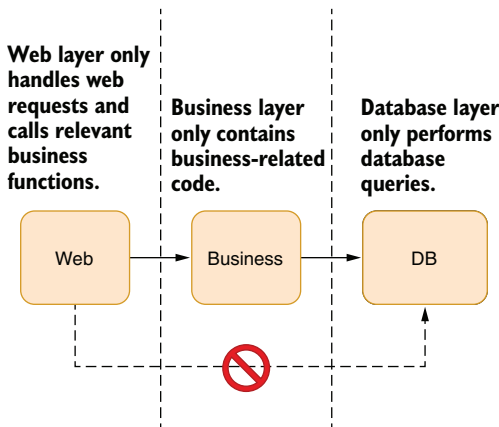 Web layer only
handles web
requests and
calls relevant
business
functions.
Business layer
only contains
business-related
code.
Database layer
only performs
database
queries.
Web
Business
DB